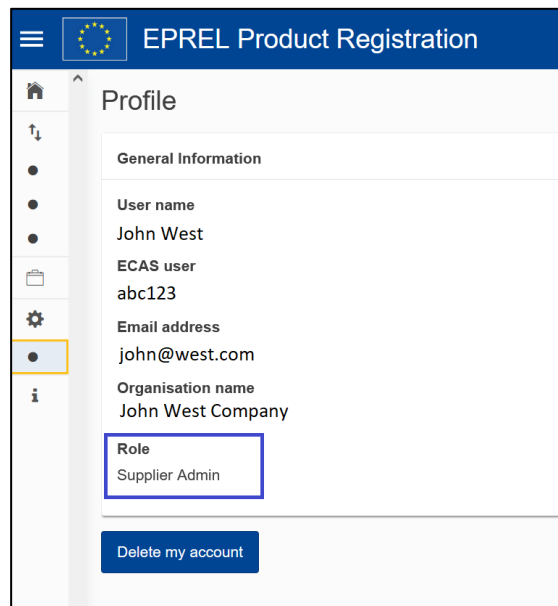 EPREL Product Registration
Profile
General Information
User name
John West
ECAS user
abc123
Email address
john@west.com
Organisation name
John West Company
Role
Supplier Admin
Delete my account